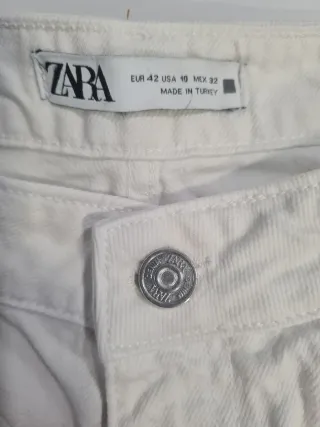 ZARA
EUR 42 USA 10 MEX 32
MADE IN TURKEY
ZARA